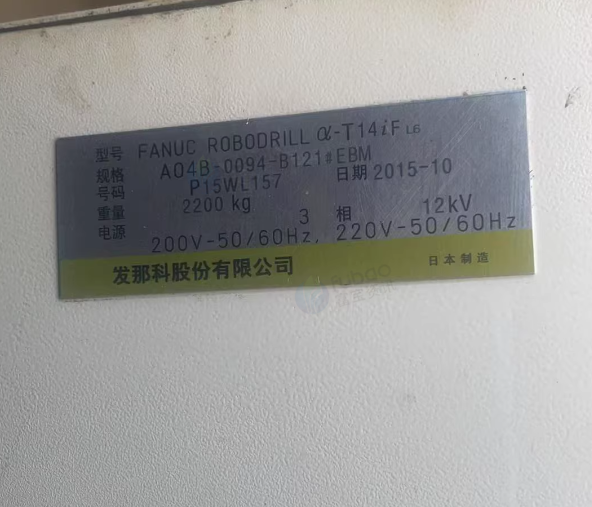 型号 FANUC ROBODRILL α-T14iF L6
规格 A04B-0094-B121#EBM
号码 P15WL157 日期 2015-10
重量 2200 kg
电源 3 相 12kV
200V-50/60Hz, 220V-50/60Hz
发那科股份有限公司 日本制造